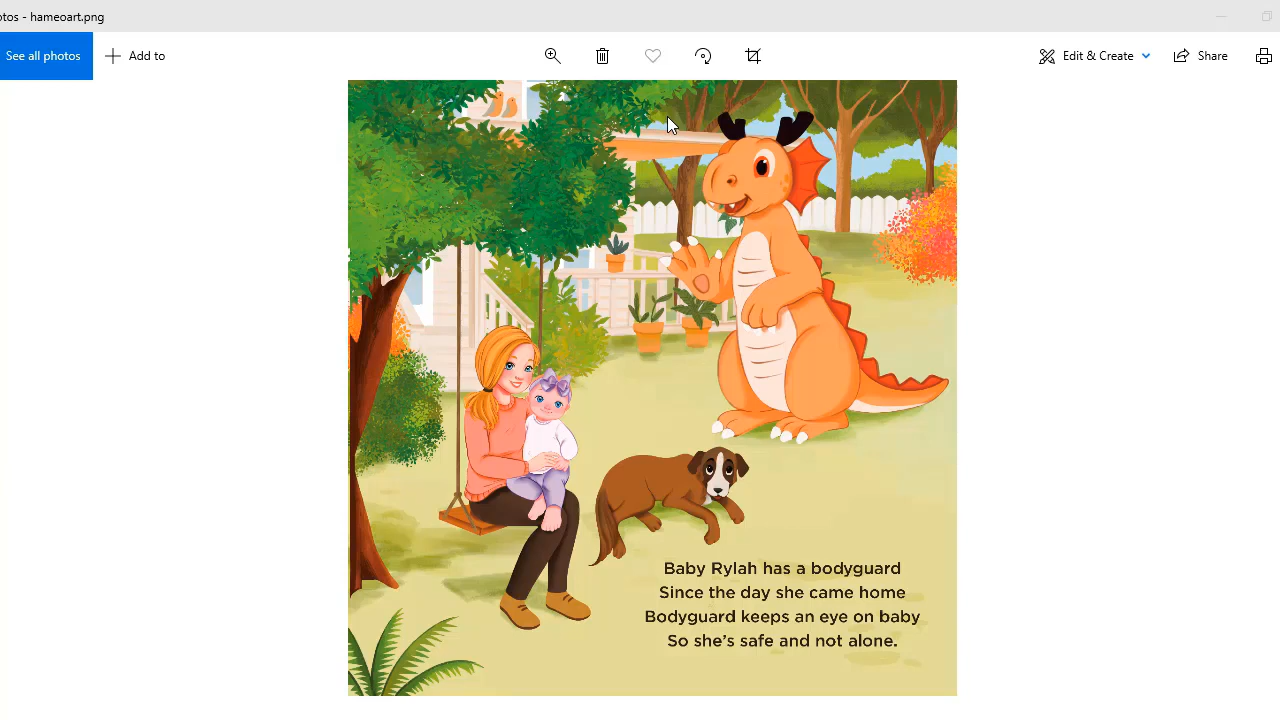 otos - hameoart.png
See all photos
Add to
Edit & Create
Share
Baby Rylah has a bodyguard
Since the day she came home
Bodyguard keeps an eye on baby
So she's safe and not alone.